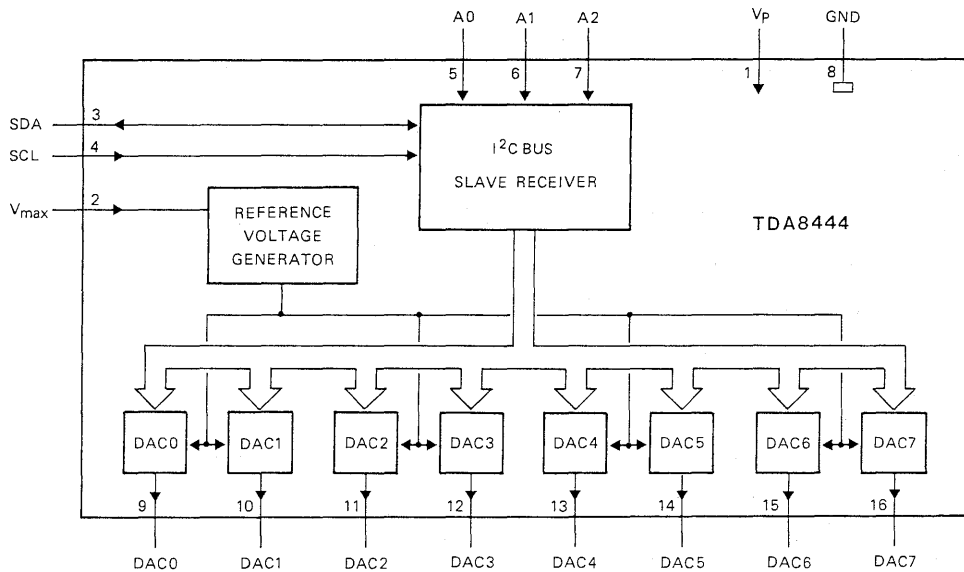 A0 A1 A2 VP GND
5 6 7 1 8
SDA 3
I²C BUS
SCL 4
SLAVE RECEIVER
Vmax 2
REFERENCE
VOLTAGE
GENERATOR
TDA8444
DAC0 DAC1 DAC2 DAC3 DAC4 DAC5 DAC6 DAC7
9 10 11 12 13 14 15 16
DAC0 DAC1 DAC2 DAC3 DAC4 DAC5 DAC6 DAC7